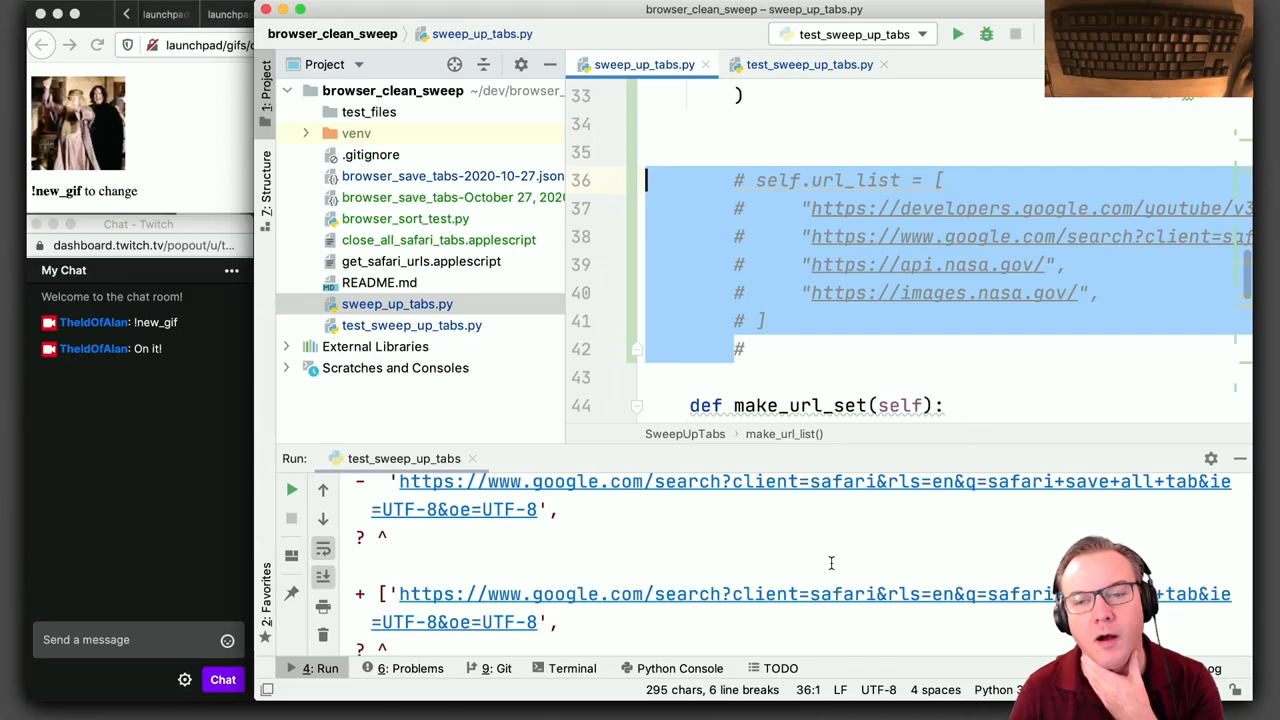 launchpad
launchpad
launchpad/gifs/c
!new_gif to change
Chat - Twitch
dashboard.twitch.tv/popout/u/t...
My Chat
Welcome to the chat room!
TheIdOfAlan: !new_gif
TheIdOfAlan: On it!
Send a message
Chat
browser_clean_sweep – sweep_up_tabs.py
browser_clean_sweep
sweep_up_tabs.py
test_sweep_up_tabs
1: Project
7: Structure
2: Favorites
Project
browser_clean_sweep ~/dev/browser_
test_files
venv
.gitignore
browser_save_tabs-2020-10-27.json
browser_save_tabs-October 27, 2020
browser_sort_test.py
close_all_safari_tabs.applescript
get_safari_urls.applescript
README.md
sweep_up_tabs.py
test_sweep_up_tabs.py
External Libraries
Scratches and Consoles
sweep_up_tabs.py
test_sweep_up_tabs.py
33 )
34
35
36 # self.url_list = [
37 # "https://developers.google.com/youtube/v3
38 # "https://www.google.com/search?client=saf
39 # "https://api.nasa.gov/",
40 # "https://images.nasa.gov/",
41 # ]
42 #
43
44 def make_url_set(self):
SweepUpTabs
make_url_list()
Run:
test_sweep_up_tabs
- 'https://www.google.com/search?client=safari&rls=en&q=safari+save+all+tab&ie
=UTF-8&oe=UTF-8',
? ^
+ ['https://www.google.com/search?client=safari&rls=en&q=safari
+tab&ie
=UTF-8&oe=UTF-8',
? ^
4: Run
6: Problems
9: Git
Terminal
Python Console
TODO
295 chars, 6 line breaks
36:1
LF
UTF-8
4 spaces
Python 3